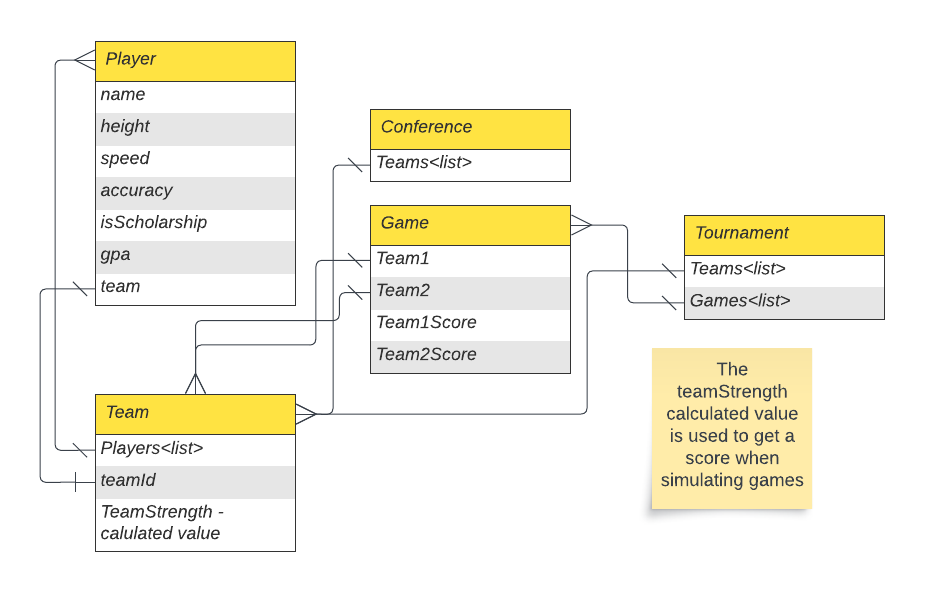 Player
name
height
speed
accuracy
isScholarship
gpa
team
Conference
Teams<list>
Game
Team1
Team2
Team1Score
Team2Score
Tournament
Teams<list>
Games<list>
Team
Players<list>
teamId
TeamStrength -
calulated value
The
teamStrength
calculated value
is used to get a
score when
simulating games